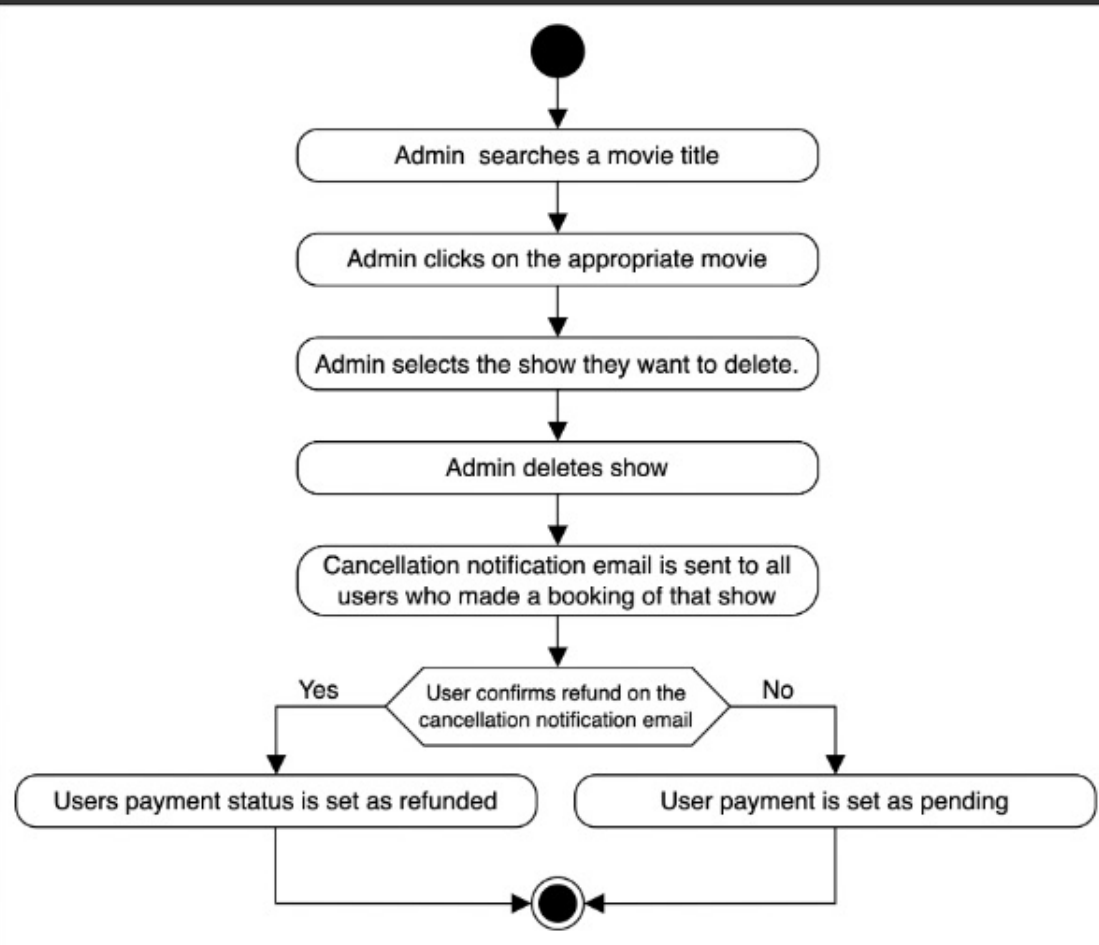 Admin searches a movie title
Admin clicks on the appropriate movie
Admin selects the show they want to delete.
Admin deletes show
Cancellation notification email is sent to all
users who made a booking of that show
Yes
User confirms refund on the
cancellation notification email
No
Users payment status is set as refunded
User payment is set as pending